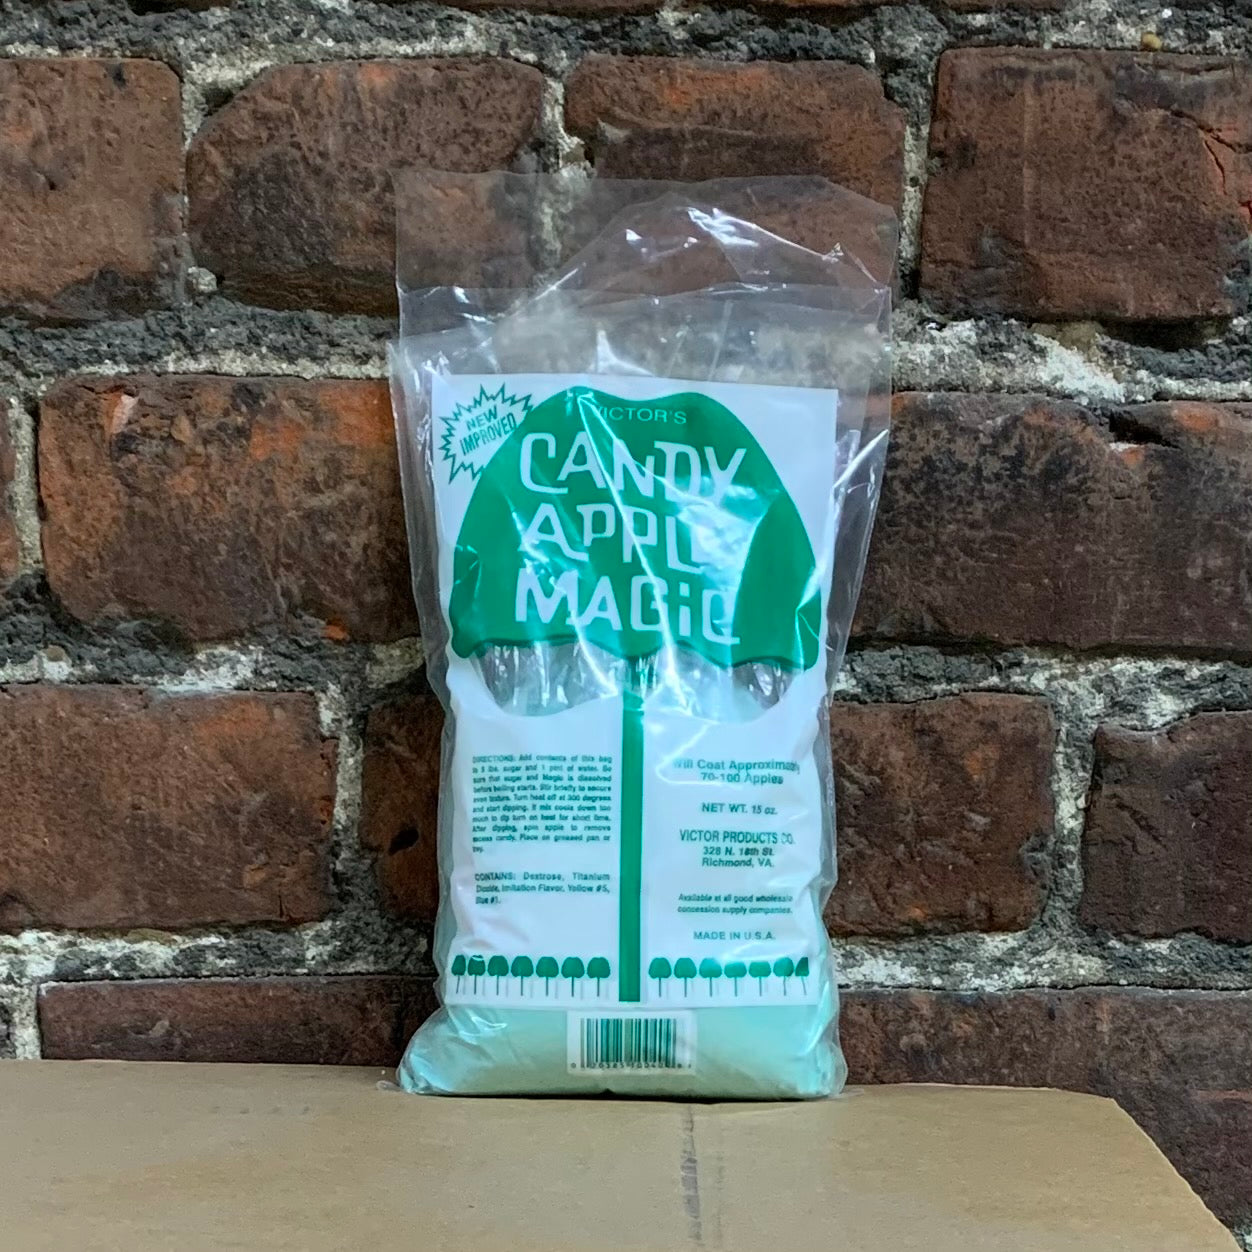 NEW
IMPROVED
VICTOR'S
CANDY
APPLE
MAGiC
DIRECTIONS: Add contents of this bag
to 8 lbs. sugar and 1 pint of water. Be
sure that sugar and Magic is dissolved
before boiling starts. Stir briefly to secure
even texture. Turn heat off at 300 degrees
and start dipping. If mix cools down too
much to dip turn on heat for short time.
After dipping, spin apple to remove
excess candy. Place on greased pan or
tray.
CONTAINS: Dextrose, Titanium
Dioxide, Imitation Flavor, Yellow #5,
Blue #1.
Will Coat Approximately
70-100 Apples
NET WT. 15 oz.
VICTOR PRODUCTS CO.
328 N. 18th St.
Richmond, VA.
Available at all good wholesale
concession supply companies.
MADE IN U.S.A.